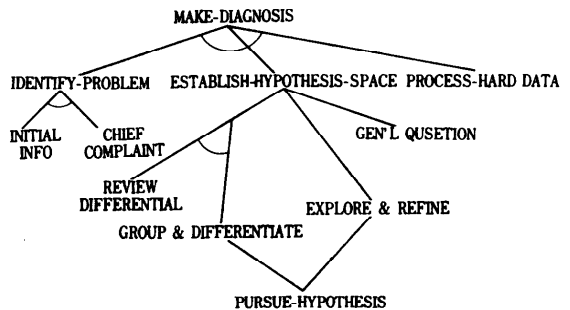 MAKE-DIAGNOSIS
IDENTIFY-PROBLEM
ESTABLISH-HYPOTHESIS-SPACE
PROCESS-HARD DATA
INITIAL
INFO
CHIEF
COMPLAINT
GEN'L QUSETION
REVIEW
DIFFERENTIAL
EXPLORE & REFINE
GROUP & DIFFERENTIATE
PURSUE-HYPOTHESIS